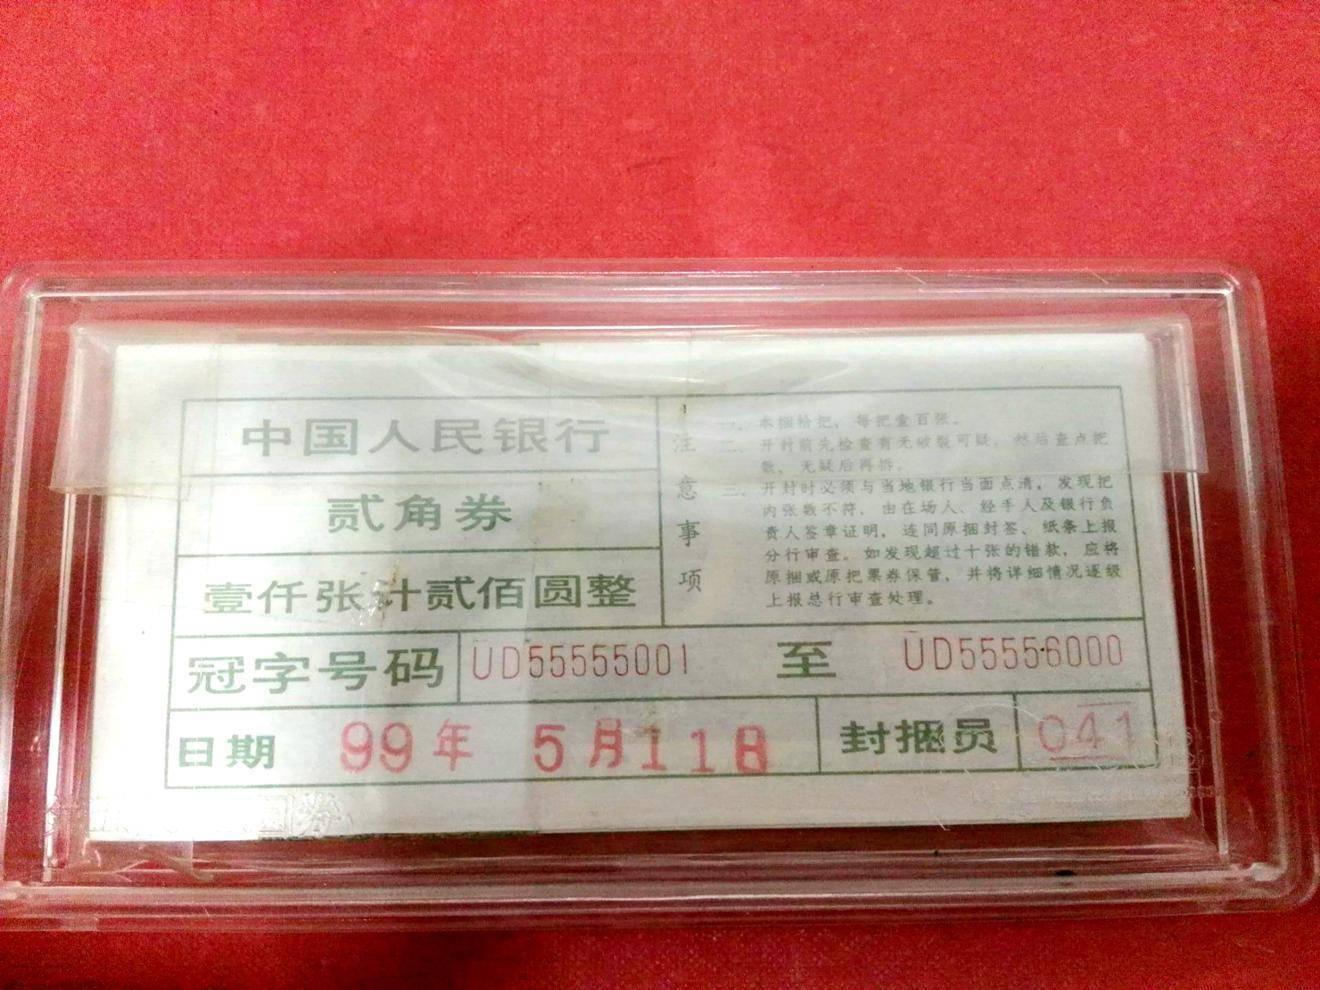 中国人民银行
贰角券
壹仟张计贰佰圆整
注意事项
一、本捆给把，每把壹百张。
二、开封前先检查有无破裂可疑，然后查点把
数，无疑后再拆。
三、开封时必须与当地银行当面点清，发现把
内张数不符，由在场人、经手人及银行负
责人签章证明，连同原捆封签、纸条上报
分行审查。如发现超过十张的错款，应将
原捆或原把票券保管，并将详细情况逐级
上报总行审查处理。
冠字号码 UD55555001 至 UD55556000
日期 99年 5月11日 封捆员 041